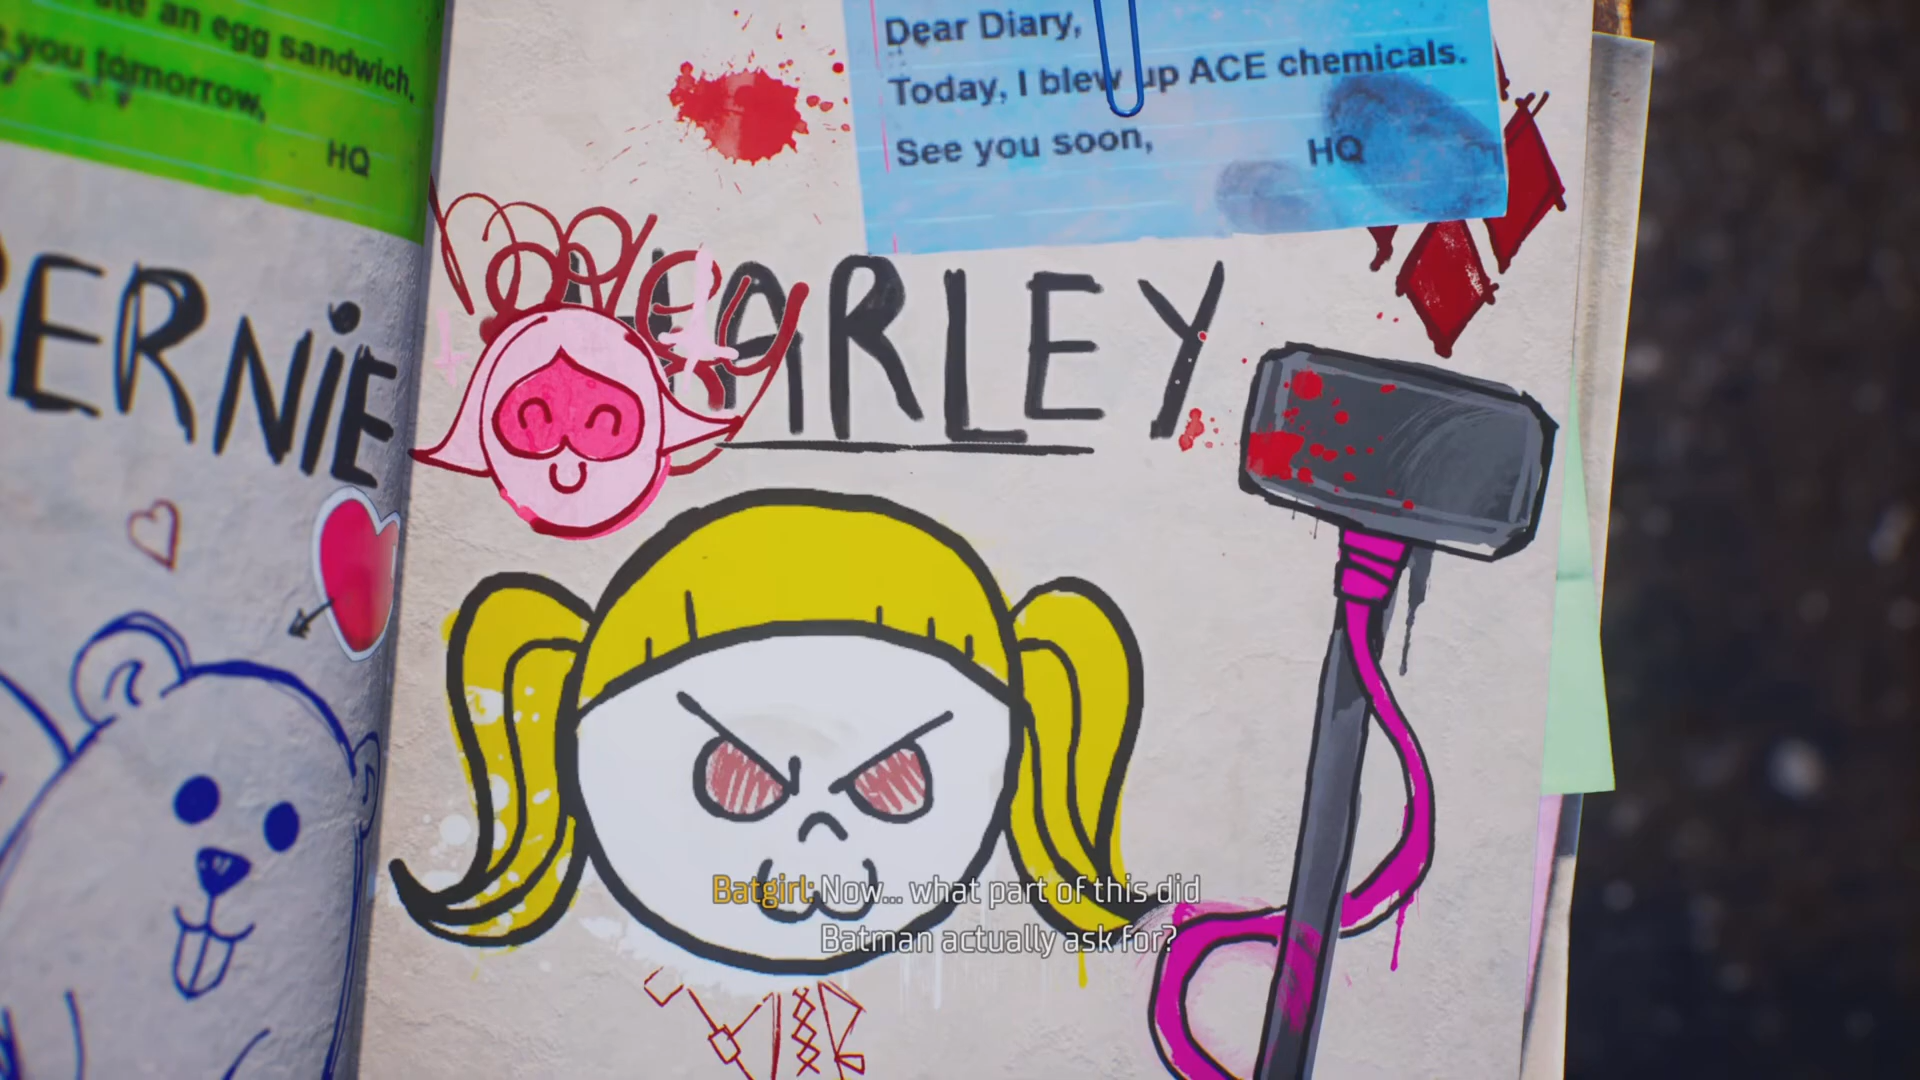 an egg sandwich.
you tomorrow,
HQ
BERNiE
Dear Diary,
Today, I blew up ACE chemicals.
See you soon,
HQ
HARLEY
Batgirl: Now... what part of this did
Batman actually ask for?